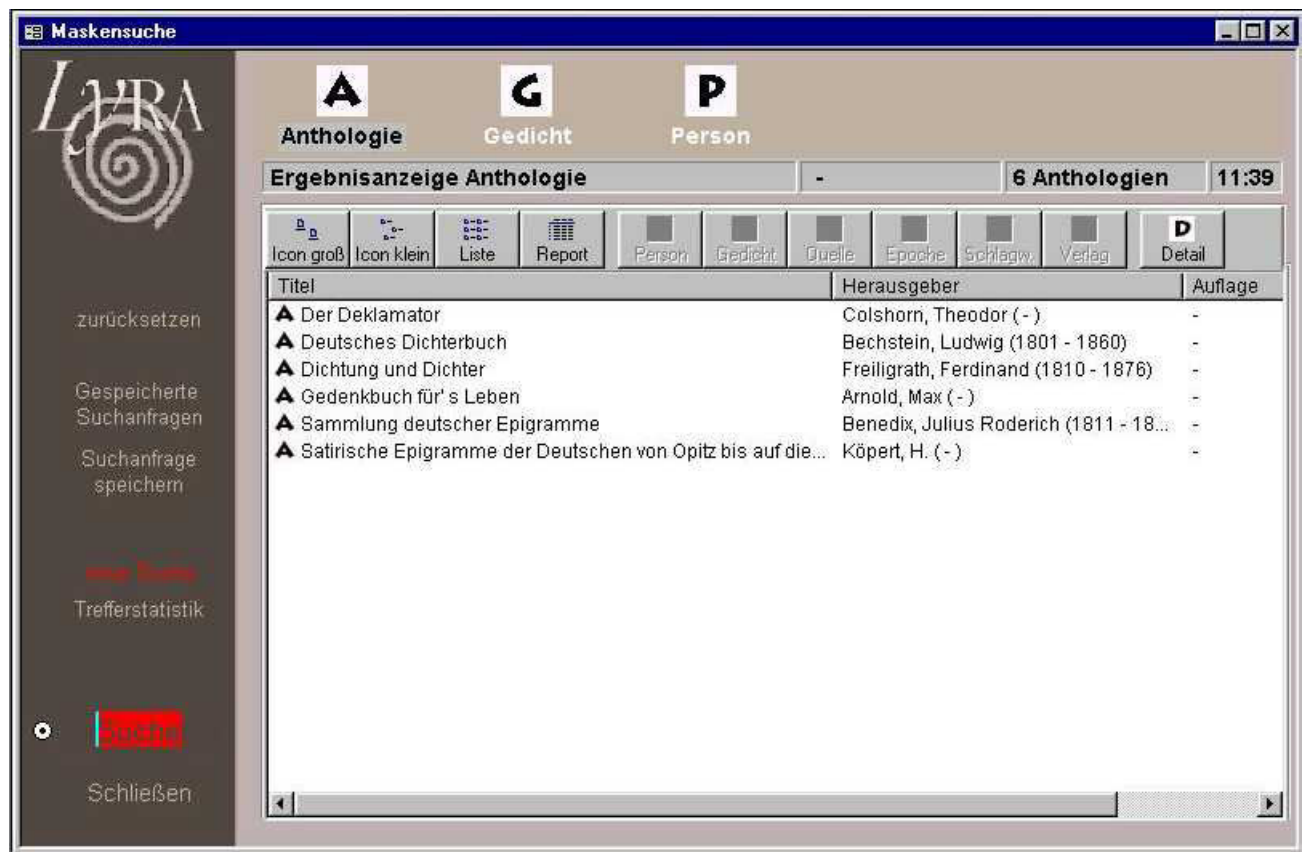 Maskensuche
LYRA
A G P
Anthologie Gedicht Person
Ergebnisanzeige Anthologie - 6 Anthologien 11:39
Icon groß Icon klein Liste Report Person Gedicht Quelle Epoche Schlagw. Verlag D Detail
Titel Herausgeber Auflage
A Der Deklamator Colshorn, Theodor ( - ) -
A Deutsches Dichterbuch Bechstein, Ludwig (1801 - 1860) -
A Dichtung und Dichter Freiligrath, Ferdinand (1810 - 1876) -
A Gedenkbuch für' s Leben Arnold, Max ( - ) -
A Sammlung deutscher Epigramme Benedix, Julius Roderich (1811 - 18... -
A Satirische Epigramme der Deutschen von Opitz bis auf die... Köpert, H. ( - ) -
zurücksetzen
Gespeicherte
Suchanfragen
Suchanfrage
speichern
neue Suche
Trefferstatistik
Suche
Schließen